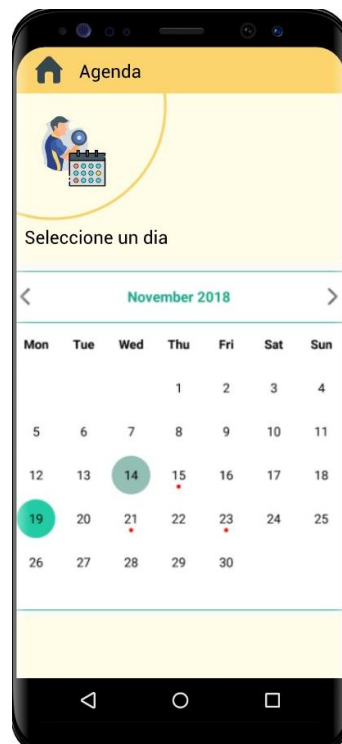 Agenda
Seleccione un dia
November 2018
Mon Tue Wed Thu Fri Sat Sun
1 2 3 4
5 6 7 8 9 10 11
12 13 14 15 16 17 18
19 20 21 22 23 24 25
26 27 28 29 30